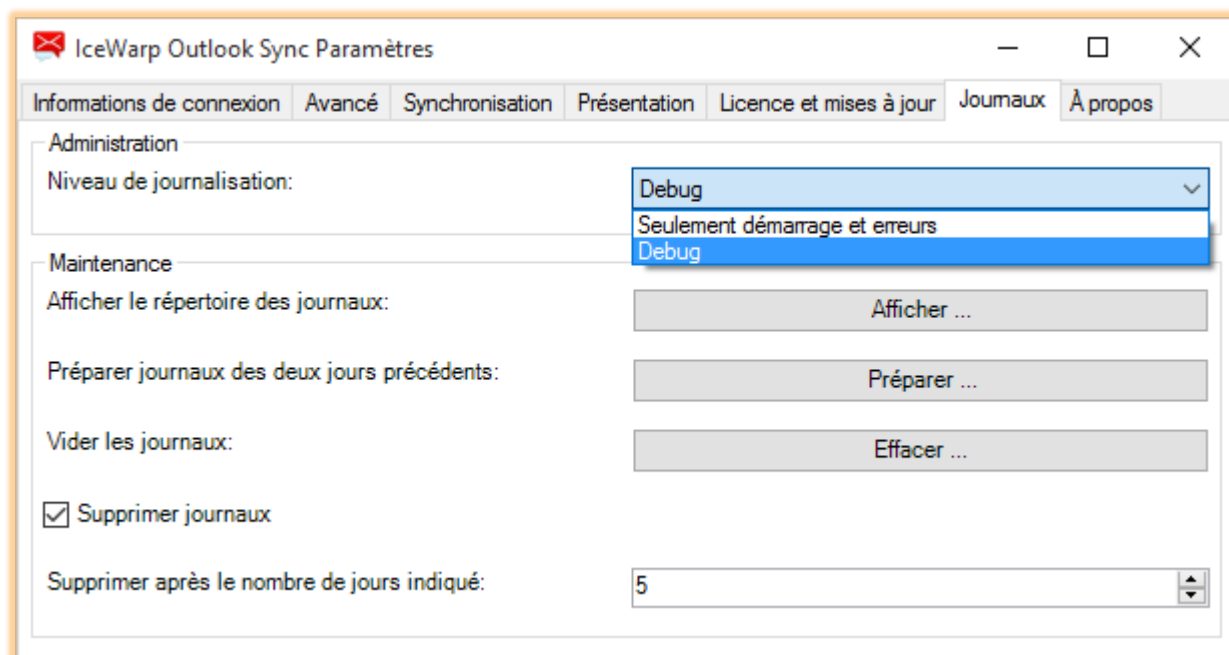 IceWarp Outlook Sync Paramètres
Informations de connexion Avancé Synchronisation Présentation Licence et mises à jour Journaux À propos
Administration
Niveau de journalisation: Debug
Seulement démarrage et erreurs
Debug
Maintenance
Afficher le répertoire des journaux: Afficher ...
Préparer journaux des deux jours précédents: Préparer ...
Vider les journaux: Effacer ...
Supprimer journaux
Supprimer après le nombre de jours indiqué: 5